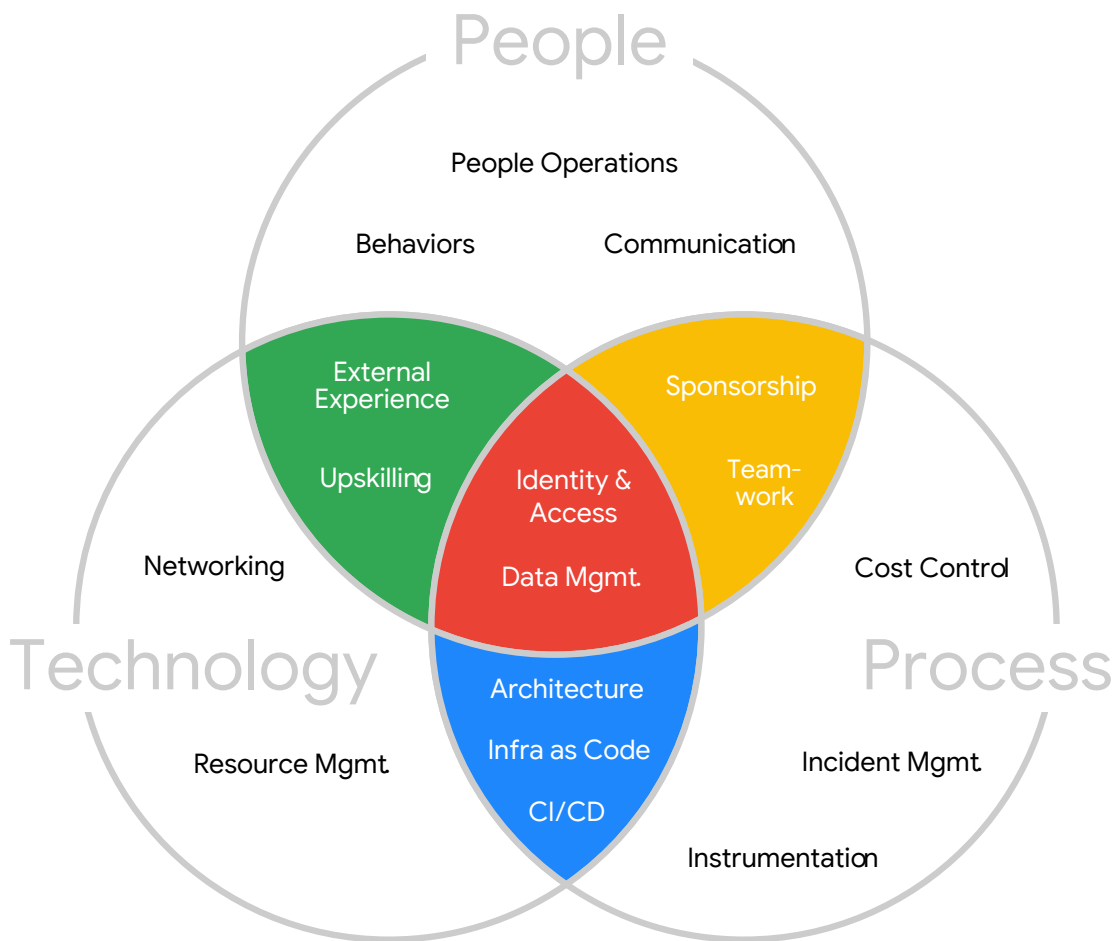 People
People Operations
Behaviors
Communication
External
Experience
Sponsorship
Upskilling
Team-
work
Identity &
Access
Networking
Data Mgmt.
Cost Control
Technology
Process
Architecture
Infra as Code
Resource Mgmt.
Incident Mgmt.
CI/CD
Instrumentation